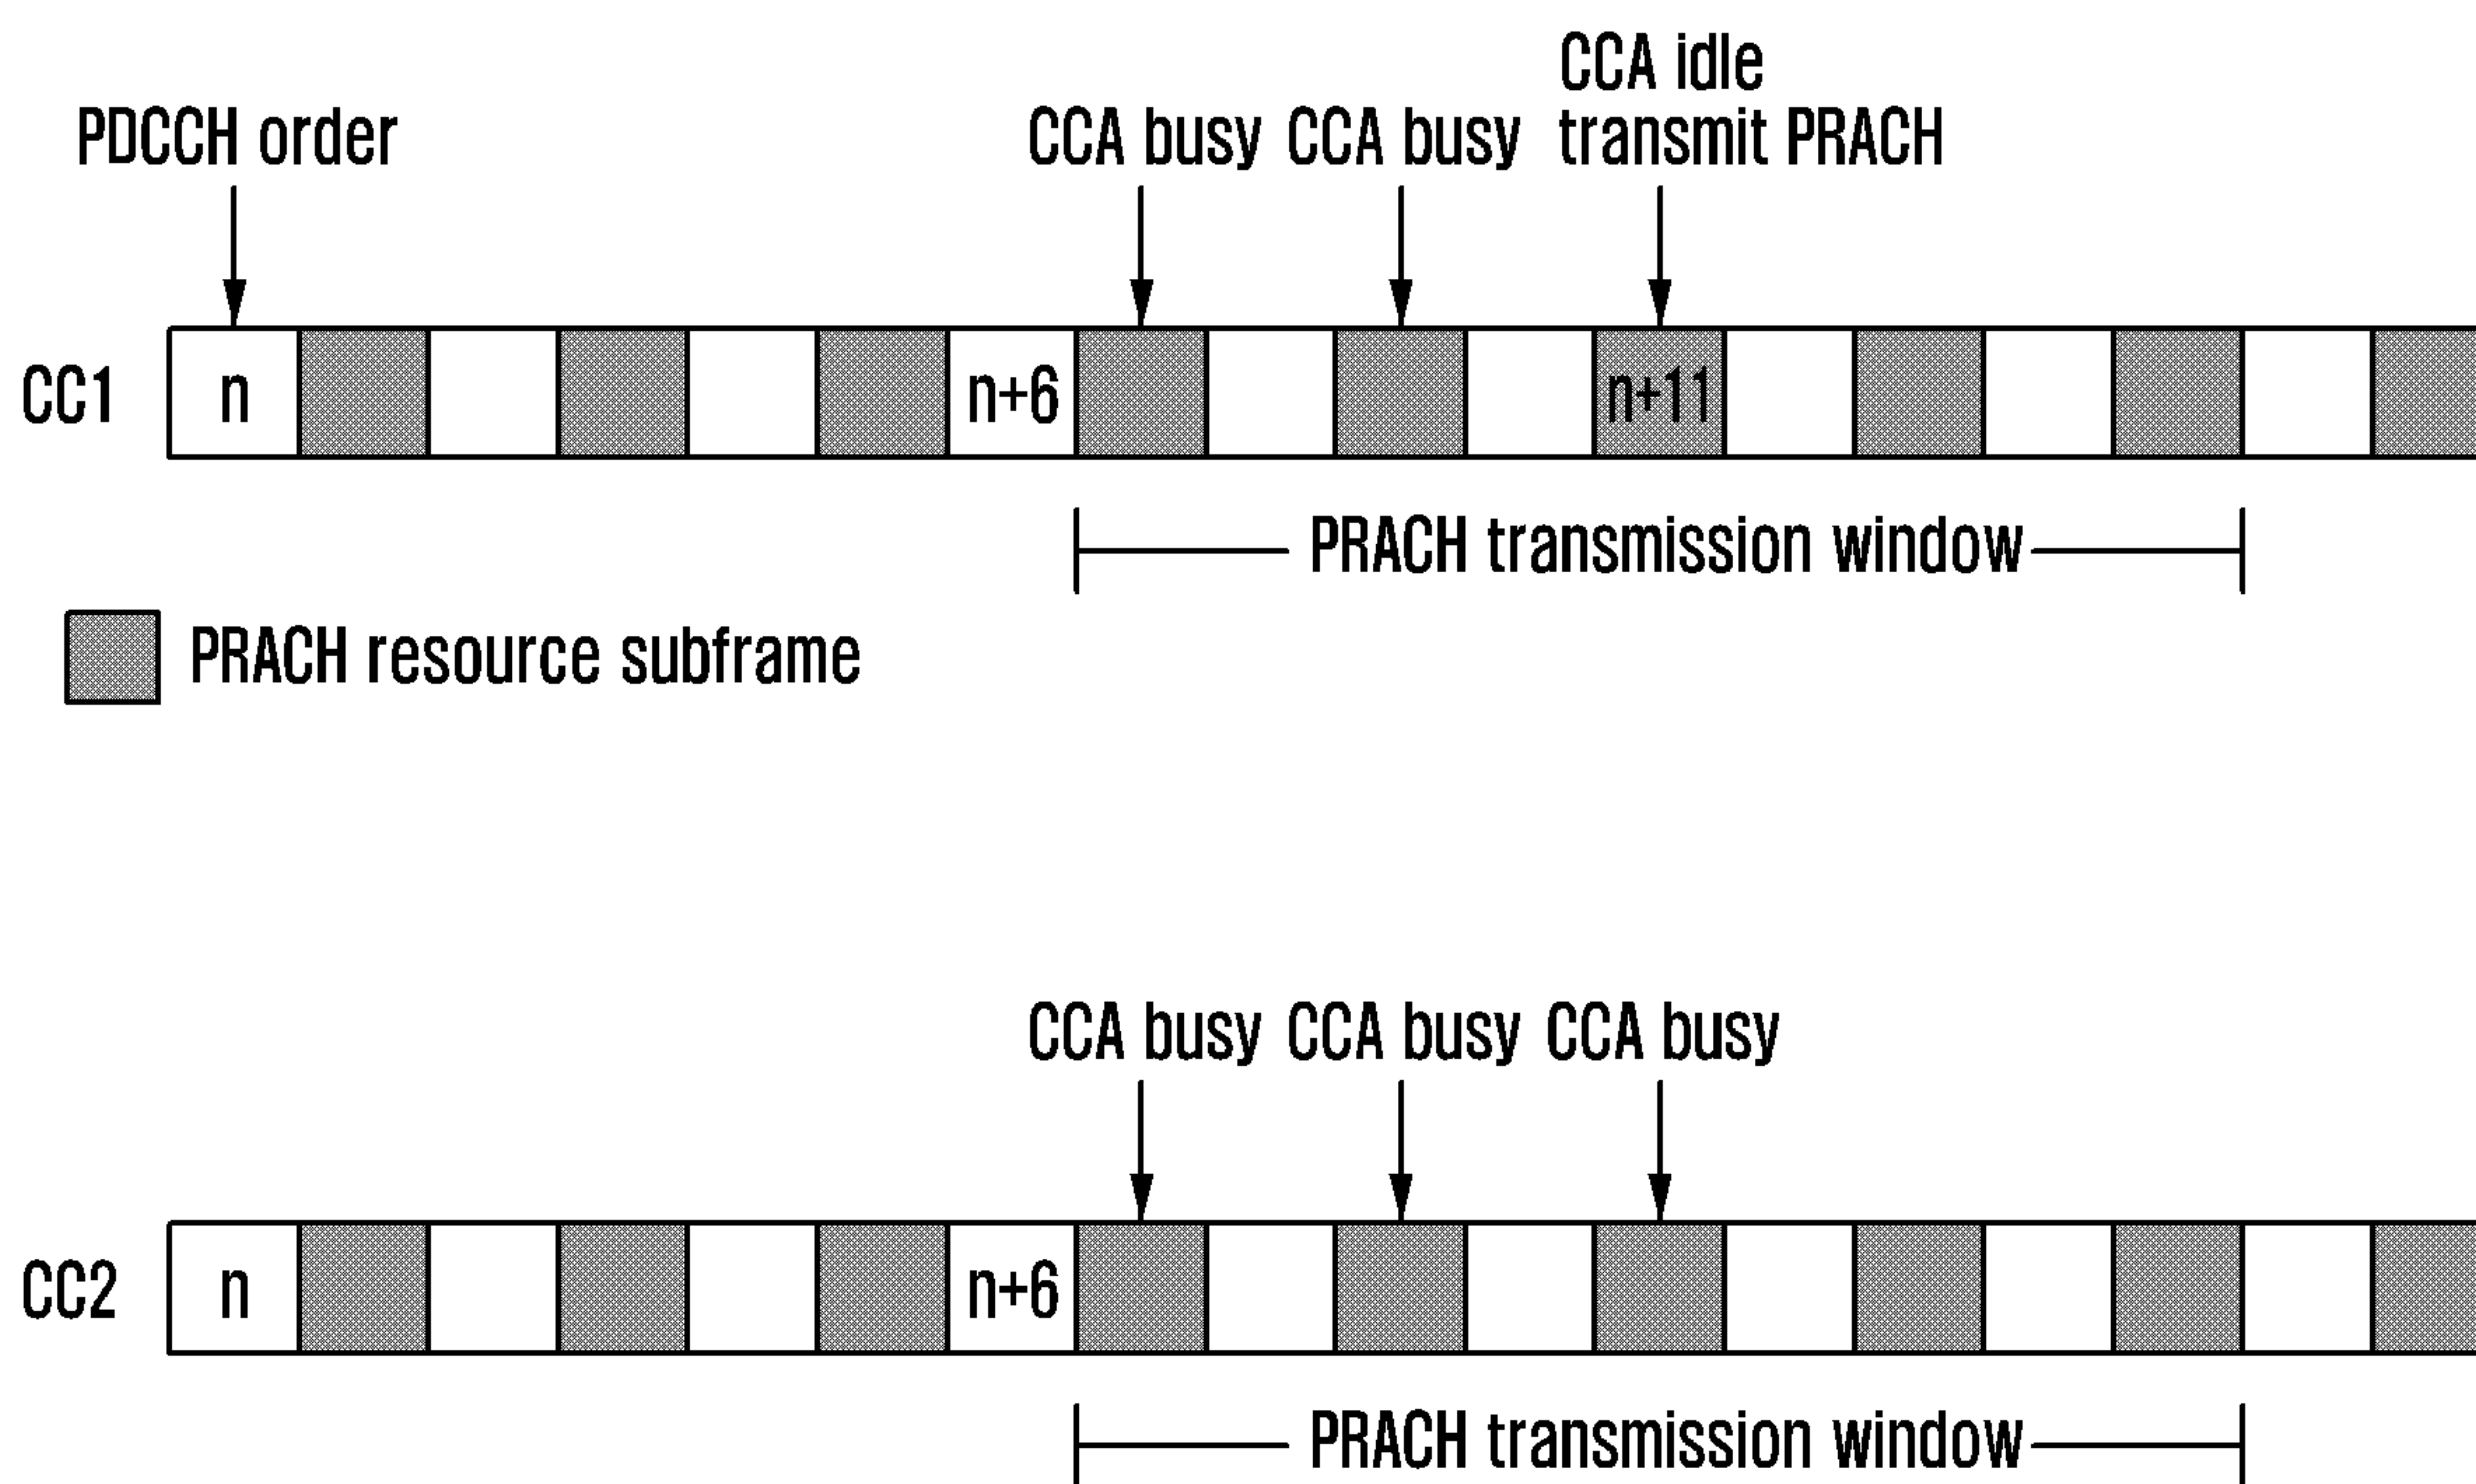 CCA idle
PDCCH order
CCA busy CCA busy transmit PRACH
CC1 n n+6 n+11
PRACH transmission window
PRACH resource subframe
CCA busy CCA busy CCA busy
CC2 n n+6
PRACH transmission window